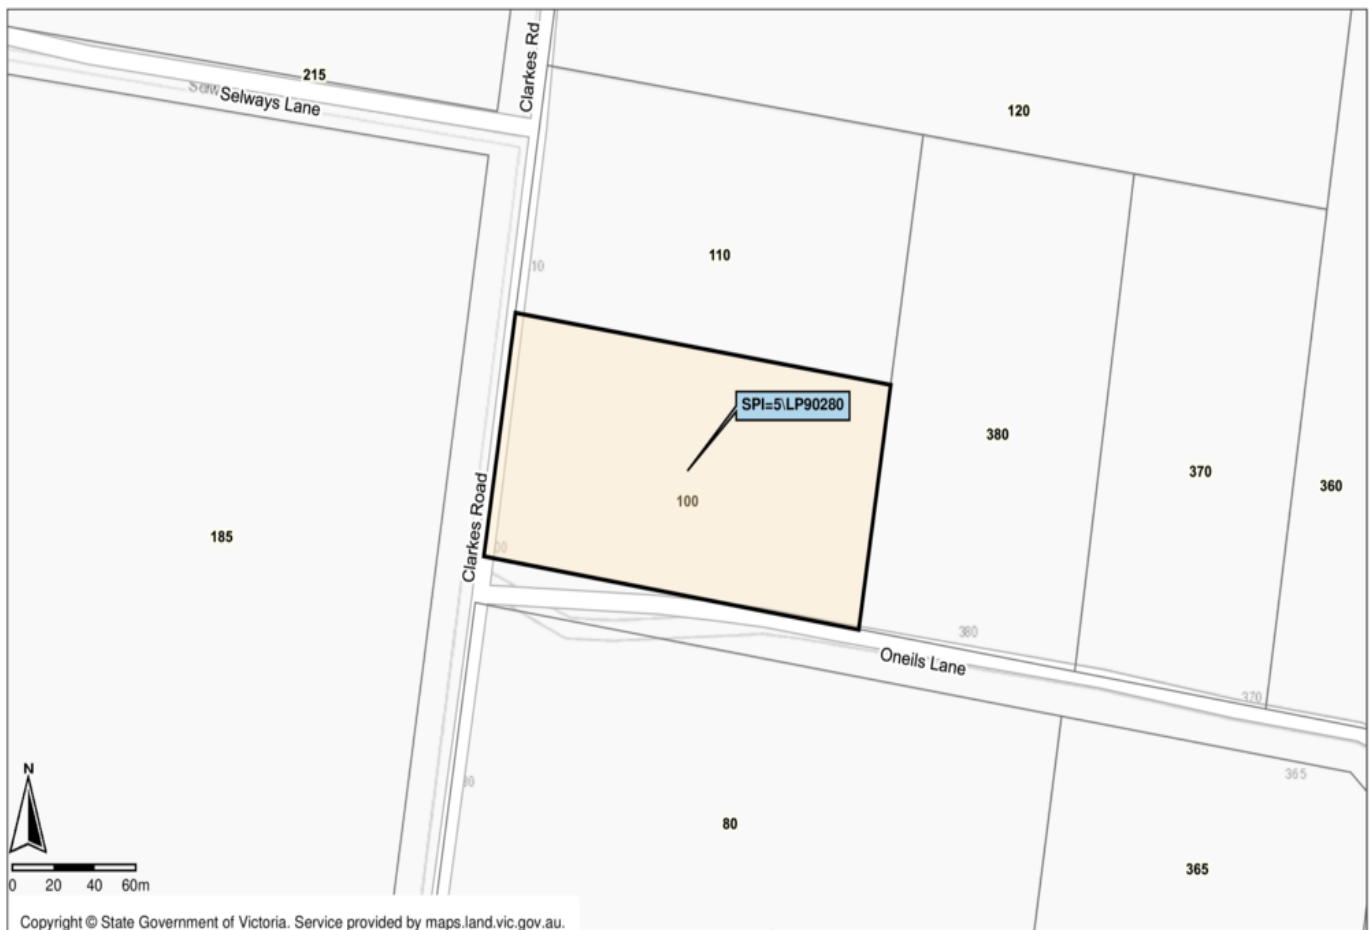 Clarkes Rd
215
Selways Lane
120
110
10
SPI=5\LP90280
380
100
370
360
185
Clarkes Road
00
380
Oneils Lane
370
N
365
80
365
0 20 40 60m
Copyright © State Government of Victoria. Service provided by maps.land.vic.gov.au.